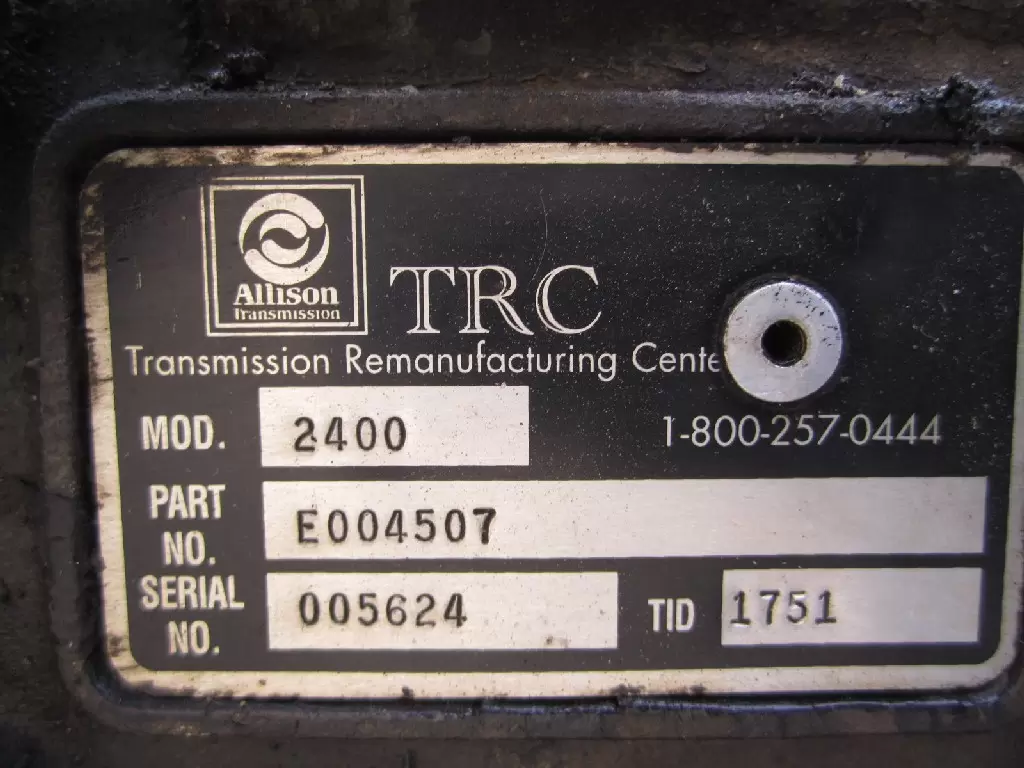 Allison
Transmission
TRC
Transmission Remanufacturing Cente
MOD. 2400
1-800-257-0444
PART NO. E004507
SERIAL NO. 005624
TID 1751